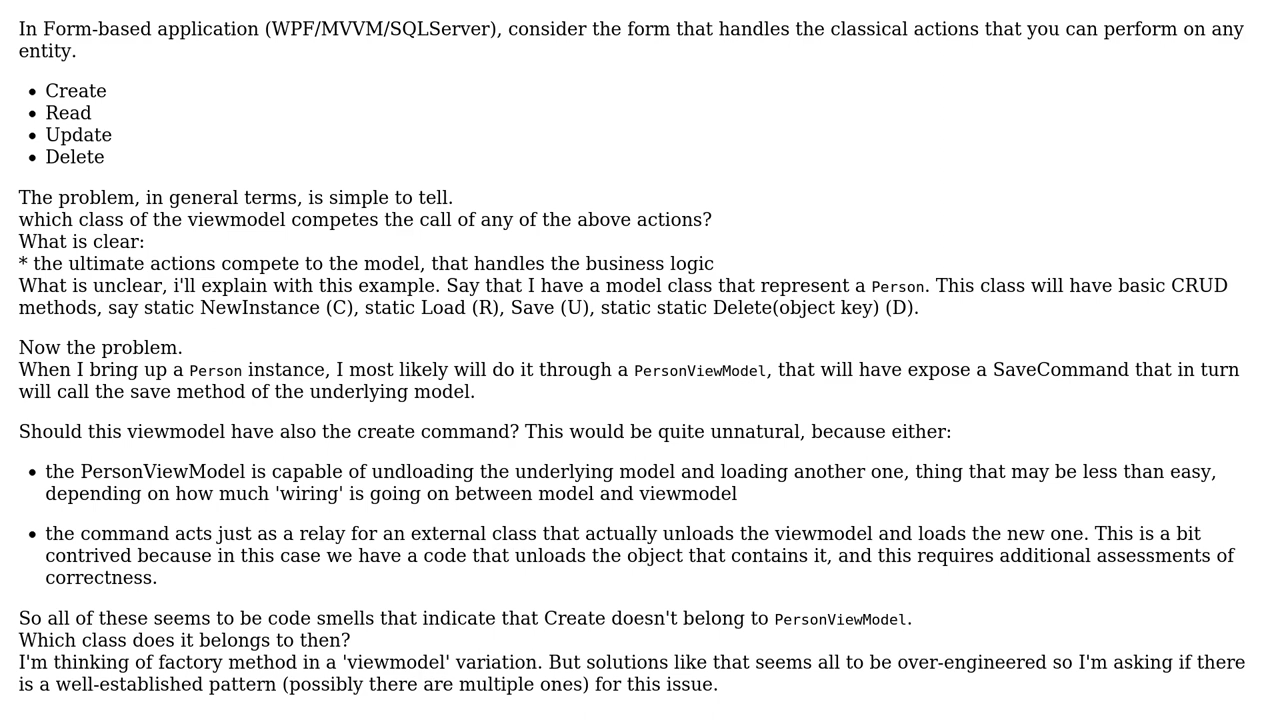 In Form-based application (WPF/MVVM/SQLServer), consider the form that handles the classical actions that you can perform on any
entity.
• Create
• Read
• Update
• Delete
The problem, in general terms, is simple to tell.
which class of the viewmodel competes the call of any of the above actions?
What is clear:
* the ultimate actions compete to the model, that handles the business logic
What is unclear, i'll explain with this example. Say that I have a model class that represent a Person. This class will have basic CRUD
methods, say static NewInstance (C), static Load (R), Save (U), static static Delete(object key) (D).
Now the problem.
When I bring up a Person instance, I most likely will do it through a PersonViewModel, that will have expose a SaveCommand that in turn
will call the save method of the underlying model.
Should this viewmodel have also the create command? This would be quite unnatural, because either:
• the PersonViewModel is capable of undloading the underlying model and loading another one, thing that may be less than easy,
depending on how much 'wiring' is going on between model and viewmodel
• the command acts just as a relay for an external class that actually unloads the viewmodel and loads the new one. This is a bit
contrived because in this case we have a code that unloads the object that contains it, and this requires additional assessments of
correctness.
So all of these seems to be code smells that indicate that Create doesn't belong to PersonViewModel.
Which class does it belongs to then?
I'm thinking of factory method in a 'viewmodel' variation. But solutions like that seems all to be over-engineered so I'm asking if there
is a well-established pattern (possibly there are multiple ones) for this issue.